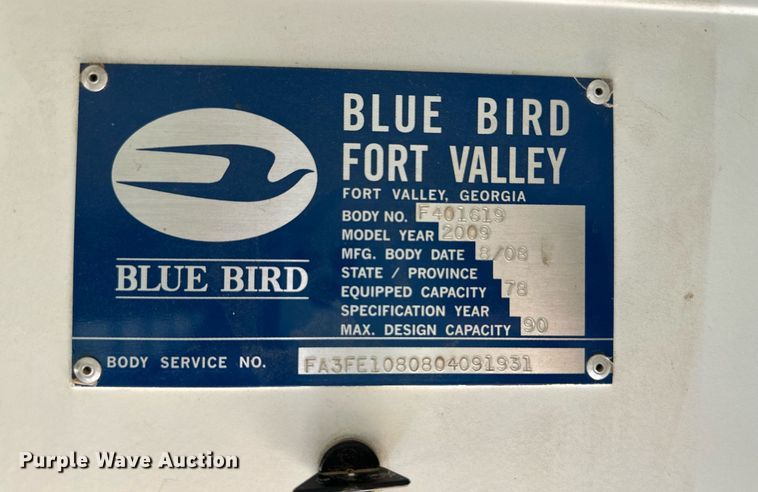 BLUE BIRD
FORT VALLEY
FORT VALLEY, GEORGIA
BODY NO. F401619
MODEL YEAR 2009
MFG. BODY DATE 8/08
STATE / PROVINCE
EQUIPPED CAPACITY 78
SPECIFICATION YEAR
MAX. DESIGN CAPACITY 90
BLUE BIRD
BODY SERVICE NO. FA3FE1080804091931
Purple Wave Auction